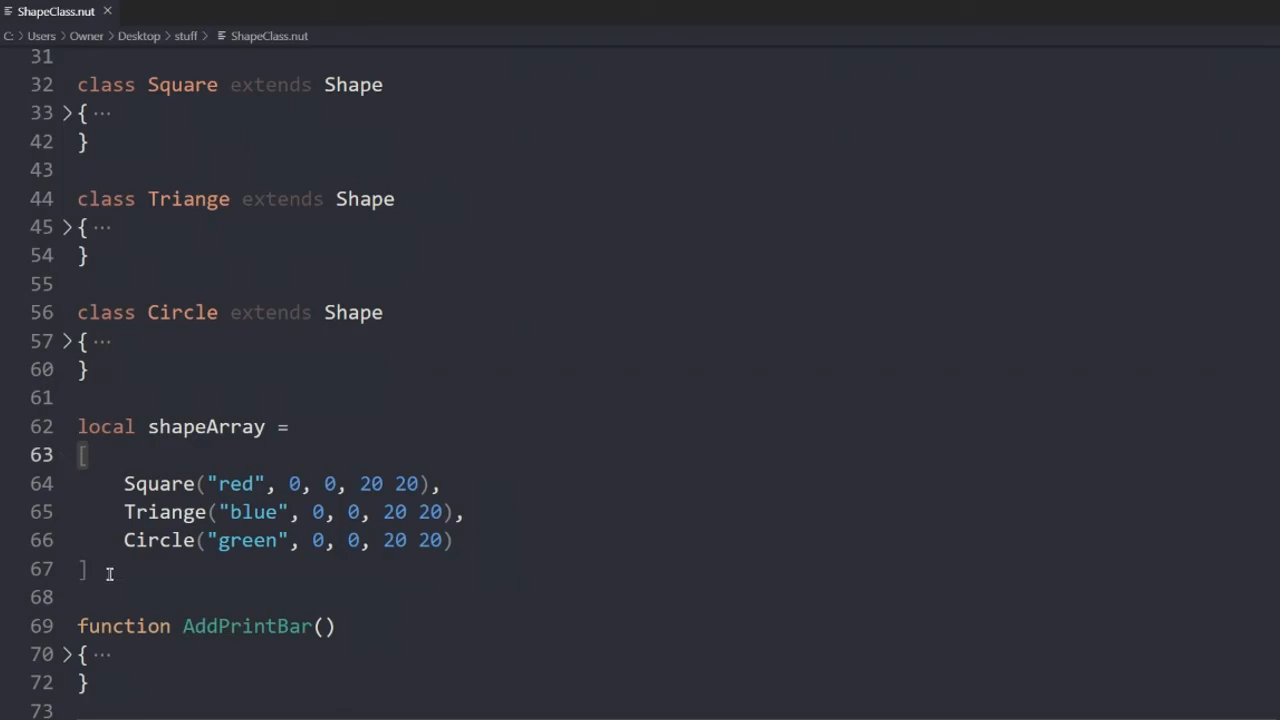 ShapeClass.nut ×
C: > Users > Owner > Desktop > stuff > ShapeClass.nut
31
32 class Square extends Shape
33 > { ...
42 }
43
44 class Triange extends Shape
45 > { ...
54 }
55
56 class Circle extends Shape
57 > { ...
60 }
61
62 local shapeArray =
63 [
64 Square("red", 0, 0, 20 20),
65 Triange("blue", 0, 0, 20 20),
66 Circle("green", 0, 0, 20 20)
67 ]
68
69 function AddPrintBar()
70 > { ...
72 }
73